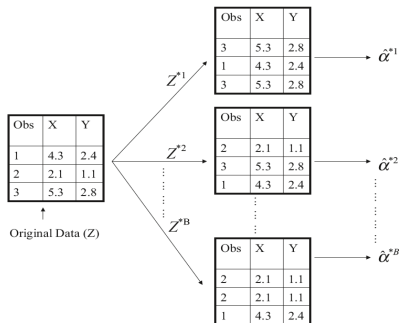 Obs X Y
1 4.3 2.4
2 2.1 1.1
3 5.3 2.8
Original Data (Z)
Z*1
Z*2
Z*B
Obs X Y
3 5.3 2.8
1 4.3 2.4
3 5.3 2.8
α̂*1
Obs X Y
2 2.1 1.1
3 5.3 2.8
1 4.3 2.4
α̂*2
Obs X Y
2 2.1 1.1
2 2.1 1.1
1 4.3 2.4
α̂*B